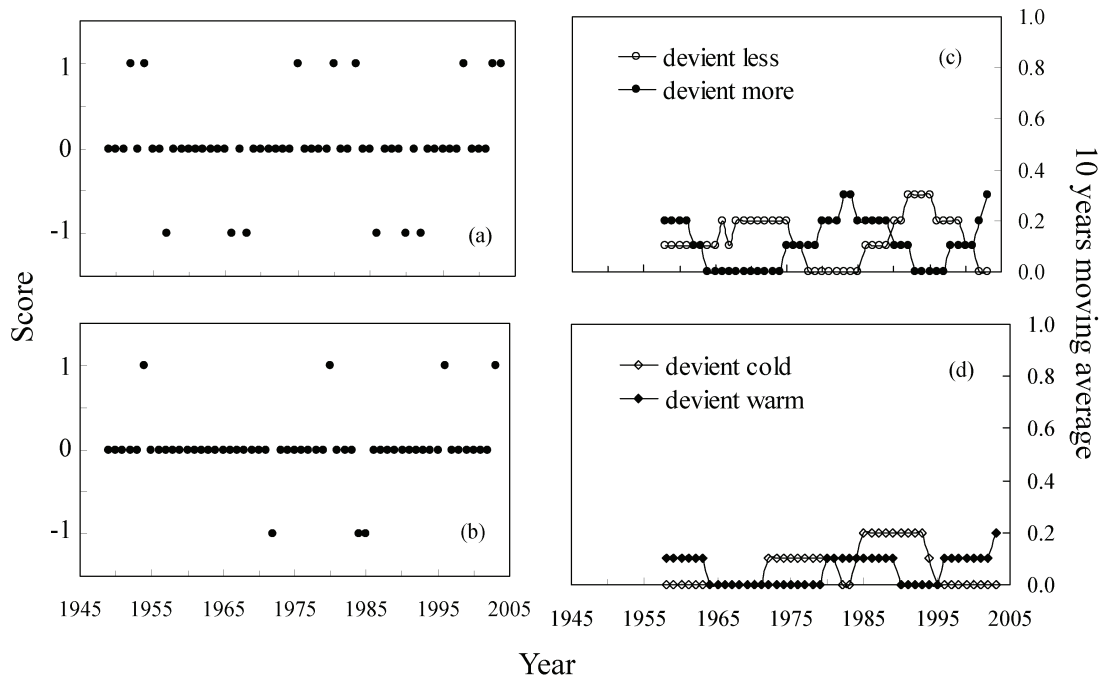 Score
1
0
-1
(a)
1
0
-1
(b)
1945 1955 1965 1975 1985 1995 2005
devient less
devient more
(c)
1.0
0.8
0.6
0.4
0.2
0.0
devient cold
devient warm
(d)
1.0
0.8
0.6
0.4
0.2
0.0
1945 1955 1965 1975 1985 1995 2005
10 years moving average
Year